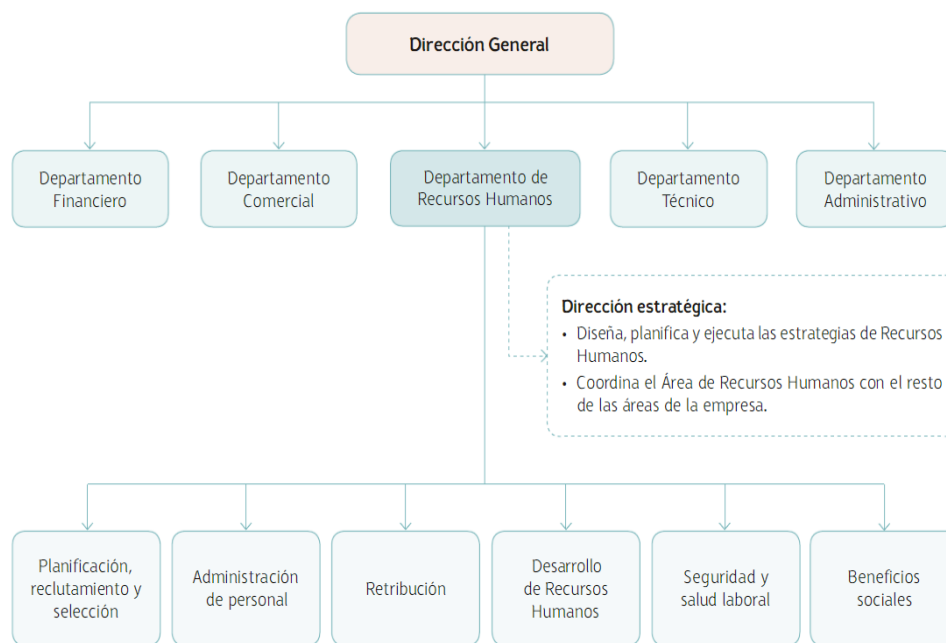 Dirección General
Departamento
Financiero
Departamento
Comercial
Departamento de
Recursos Humanos
Departamento
Técnico
Departamento
Administrativo
Dirección estratégica:
• Diseña, planifica y ejecuta las estrategias de Recursos
Humanos.
• Coordina el Área de Recursos Humanos con el resto
de las áreas de la empresa.
Planificación,
reclutamiento y
selección
Administración
de personal
Retribución
Desarrollo
de Recursos
Humanos
Seguridad y
salud laboral
Beneficios
sociales